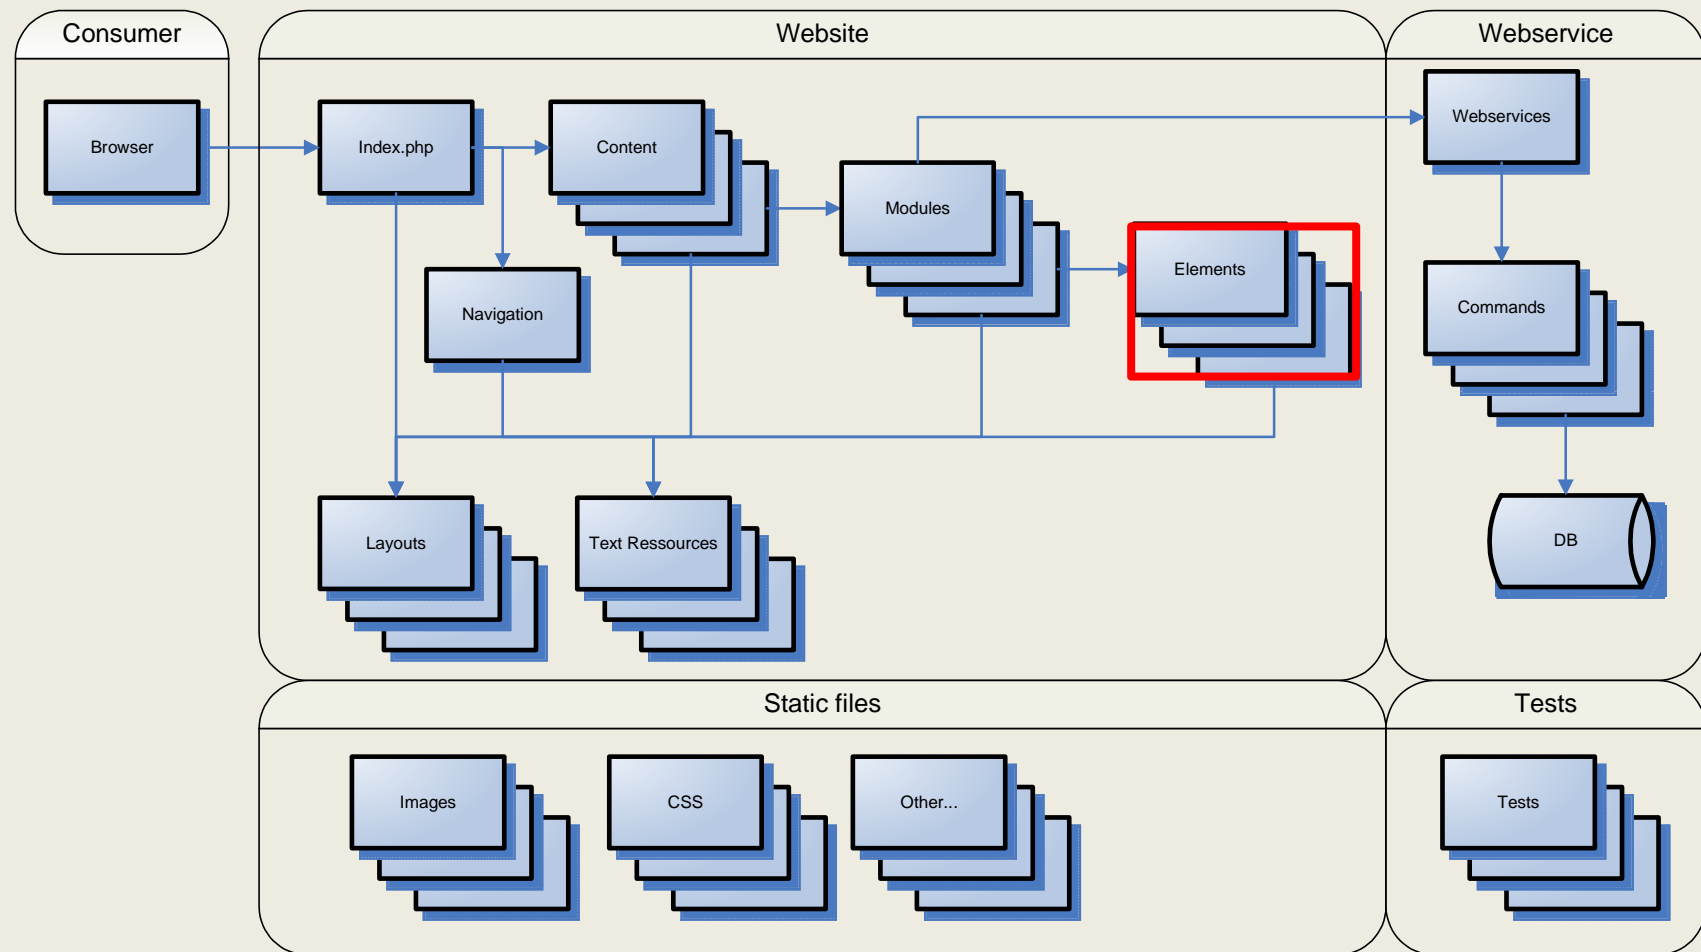 Consumer
Website
Webservice
Browser
Index.php
Content
Modules
Elements
Webservices
Navigation
Commands
Layouts
Text Ressources
DB
Static files
Tests
Images
CSS
Other...
Tests